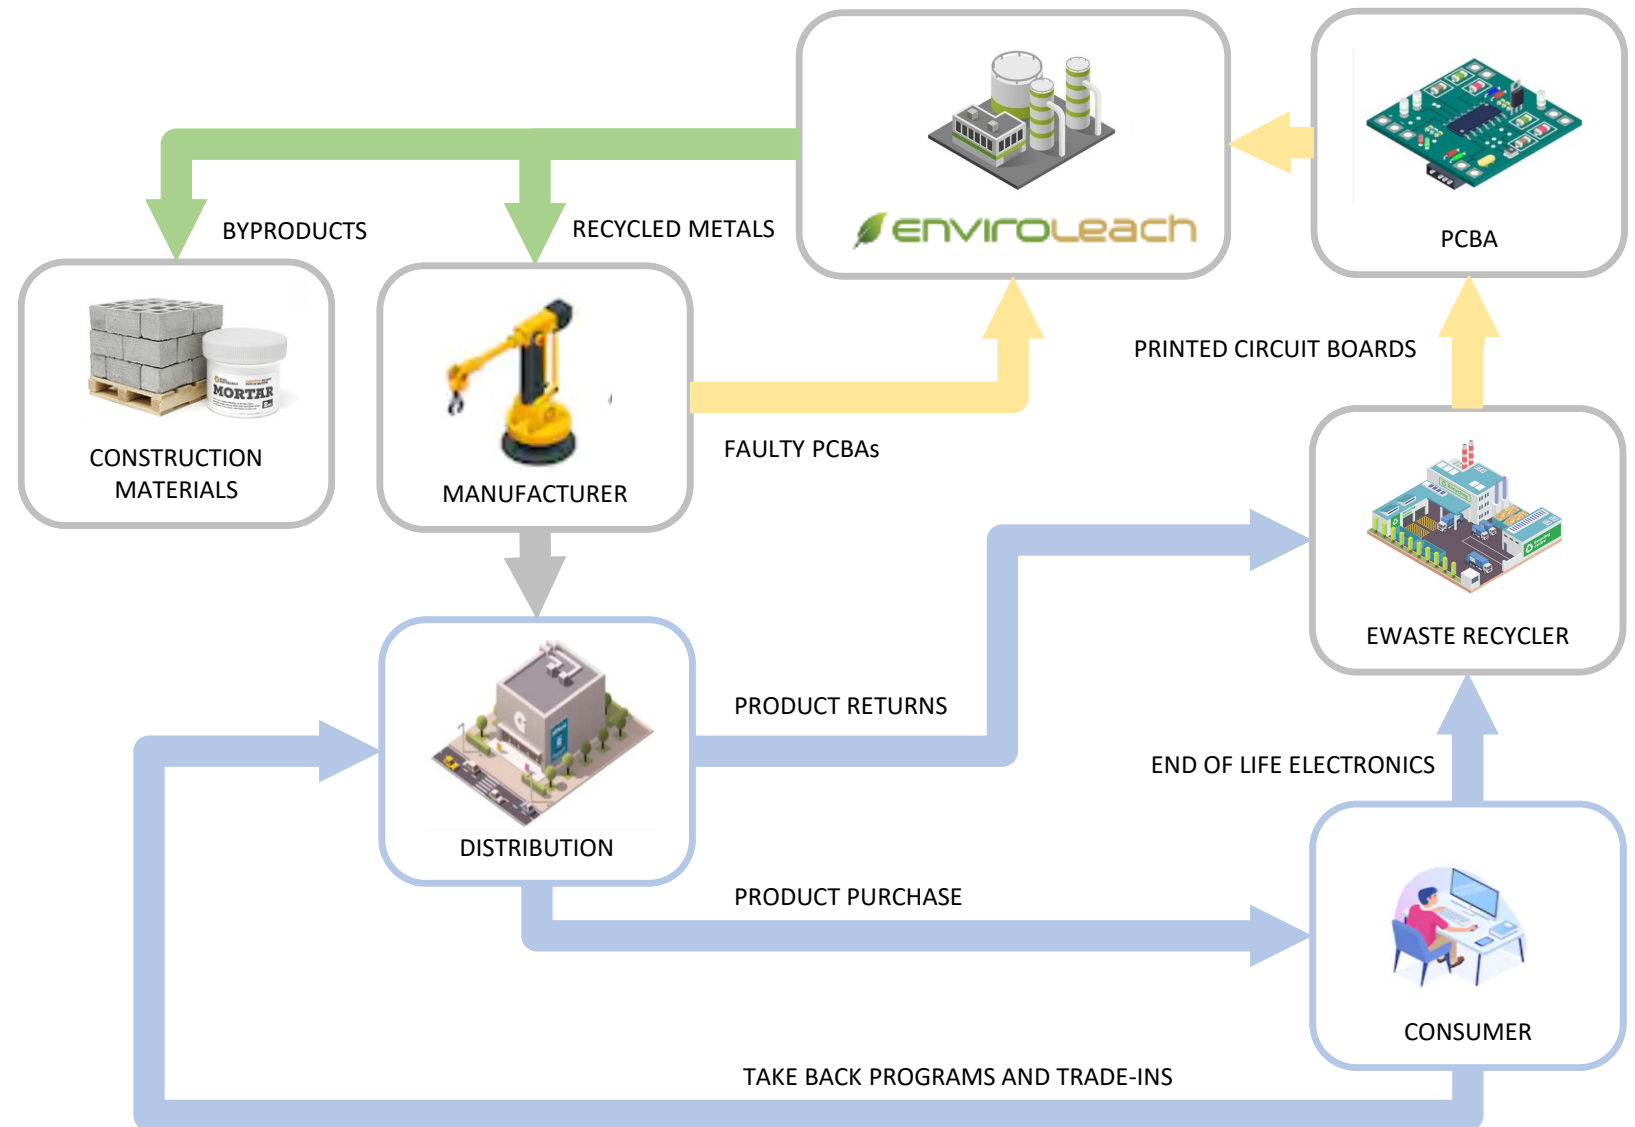 enviroLeach
PCBA
BYPRODUCTS
RECYCLED METALS
PRINTED CIRCUIT BOARDS
MORTAR
CONSTRUCTION
MATERIALS
MANUFACTURER
FAULTY PCBAs
EWASTE RECYCLER
PRODUCT RETURNS
G
END OF LIFE ELECTRONICS
DISTRIBUTION
PRODUCT PURCHASE
CONSUMER
TAKE BACK PROGRAMS AND TRADE-INS